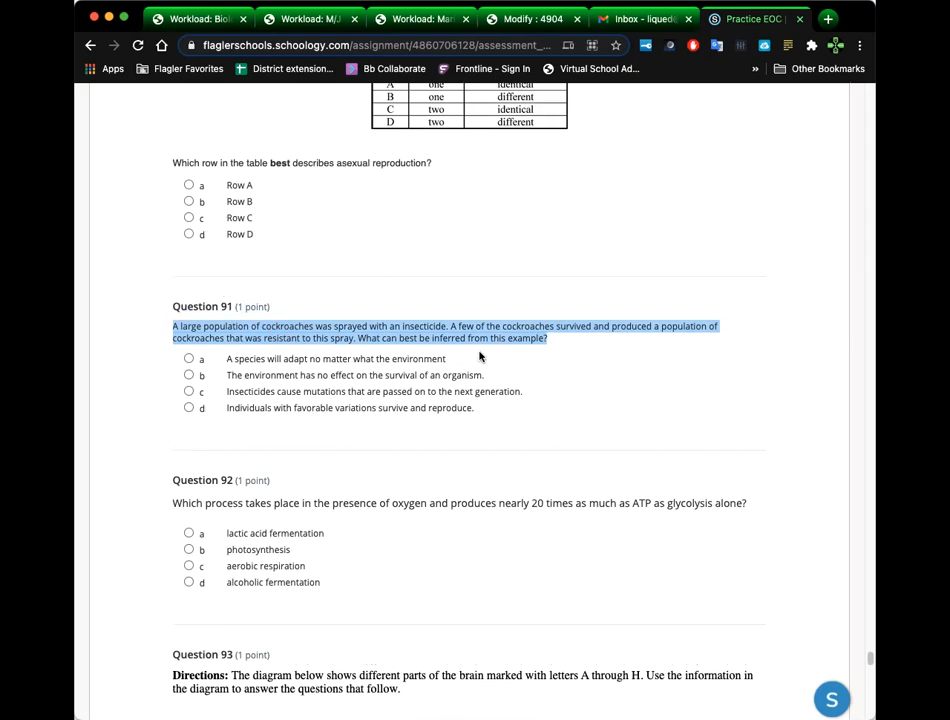 Workload: Biol
Workload: M/J
Workload: Mar
Modify : 4904
Inbox - liqued
Practice EOC |
flaglerschools.schoology.com/assignment/4860706128/assessment_...
Apps
Flagler Favorites
District extension...
Bb Collaborate
Frontline - Sign In
Virtual School Ad...
»
Other Bookmarks
A one identical
B one different
C two identical
D two different
Which row in the table best describes asexual reproduction?
a Row A
b Row B
c Row C
d Row D
Question 91 (1 point)
A large population of cockroaches was sprayed with an insecticide. A few of the cockroaches survived and produced a population of
cockroaches that was resistant to this spray. What can best be inferred from this example?
a A species will adapt no matter what the environment
b The environment has no effect on the survival of an organism.
c Insecticides cause mutations that are passed on to the next generation.
d Individuals with favorable variations survive and reproduce.
Question 92 (1 point)
Which process takes place in the presence of oxygen and produces nearly 20 times as much as ATP as glycolysis alone?
a lactic acid fermentation
b photosynthesis
c aerobic respiration
d alcoholic fermentation
Question 93 (1 point)
Directions: The diagram below shows different parts of the brain marked with letters A through H. Use the information in
the diagram to answer the questions that follow.
S